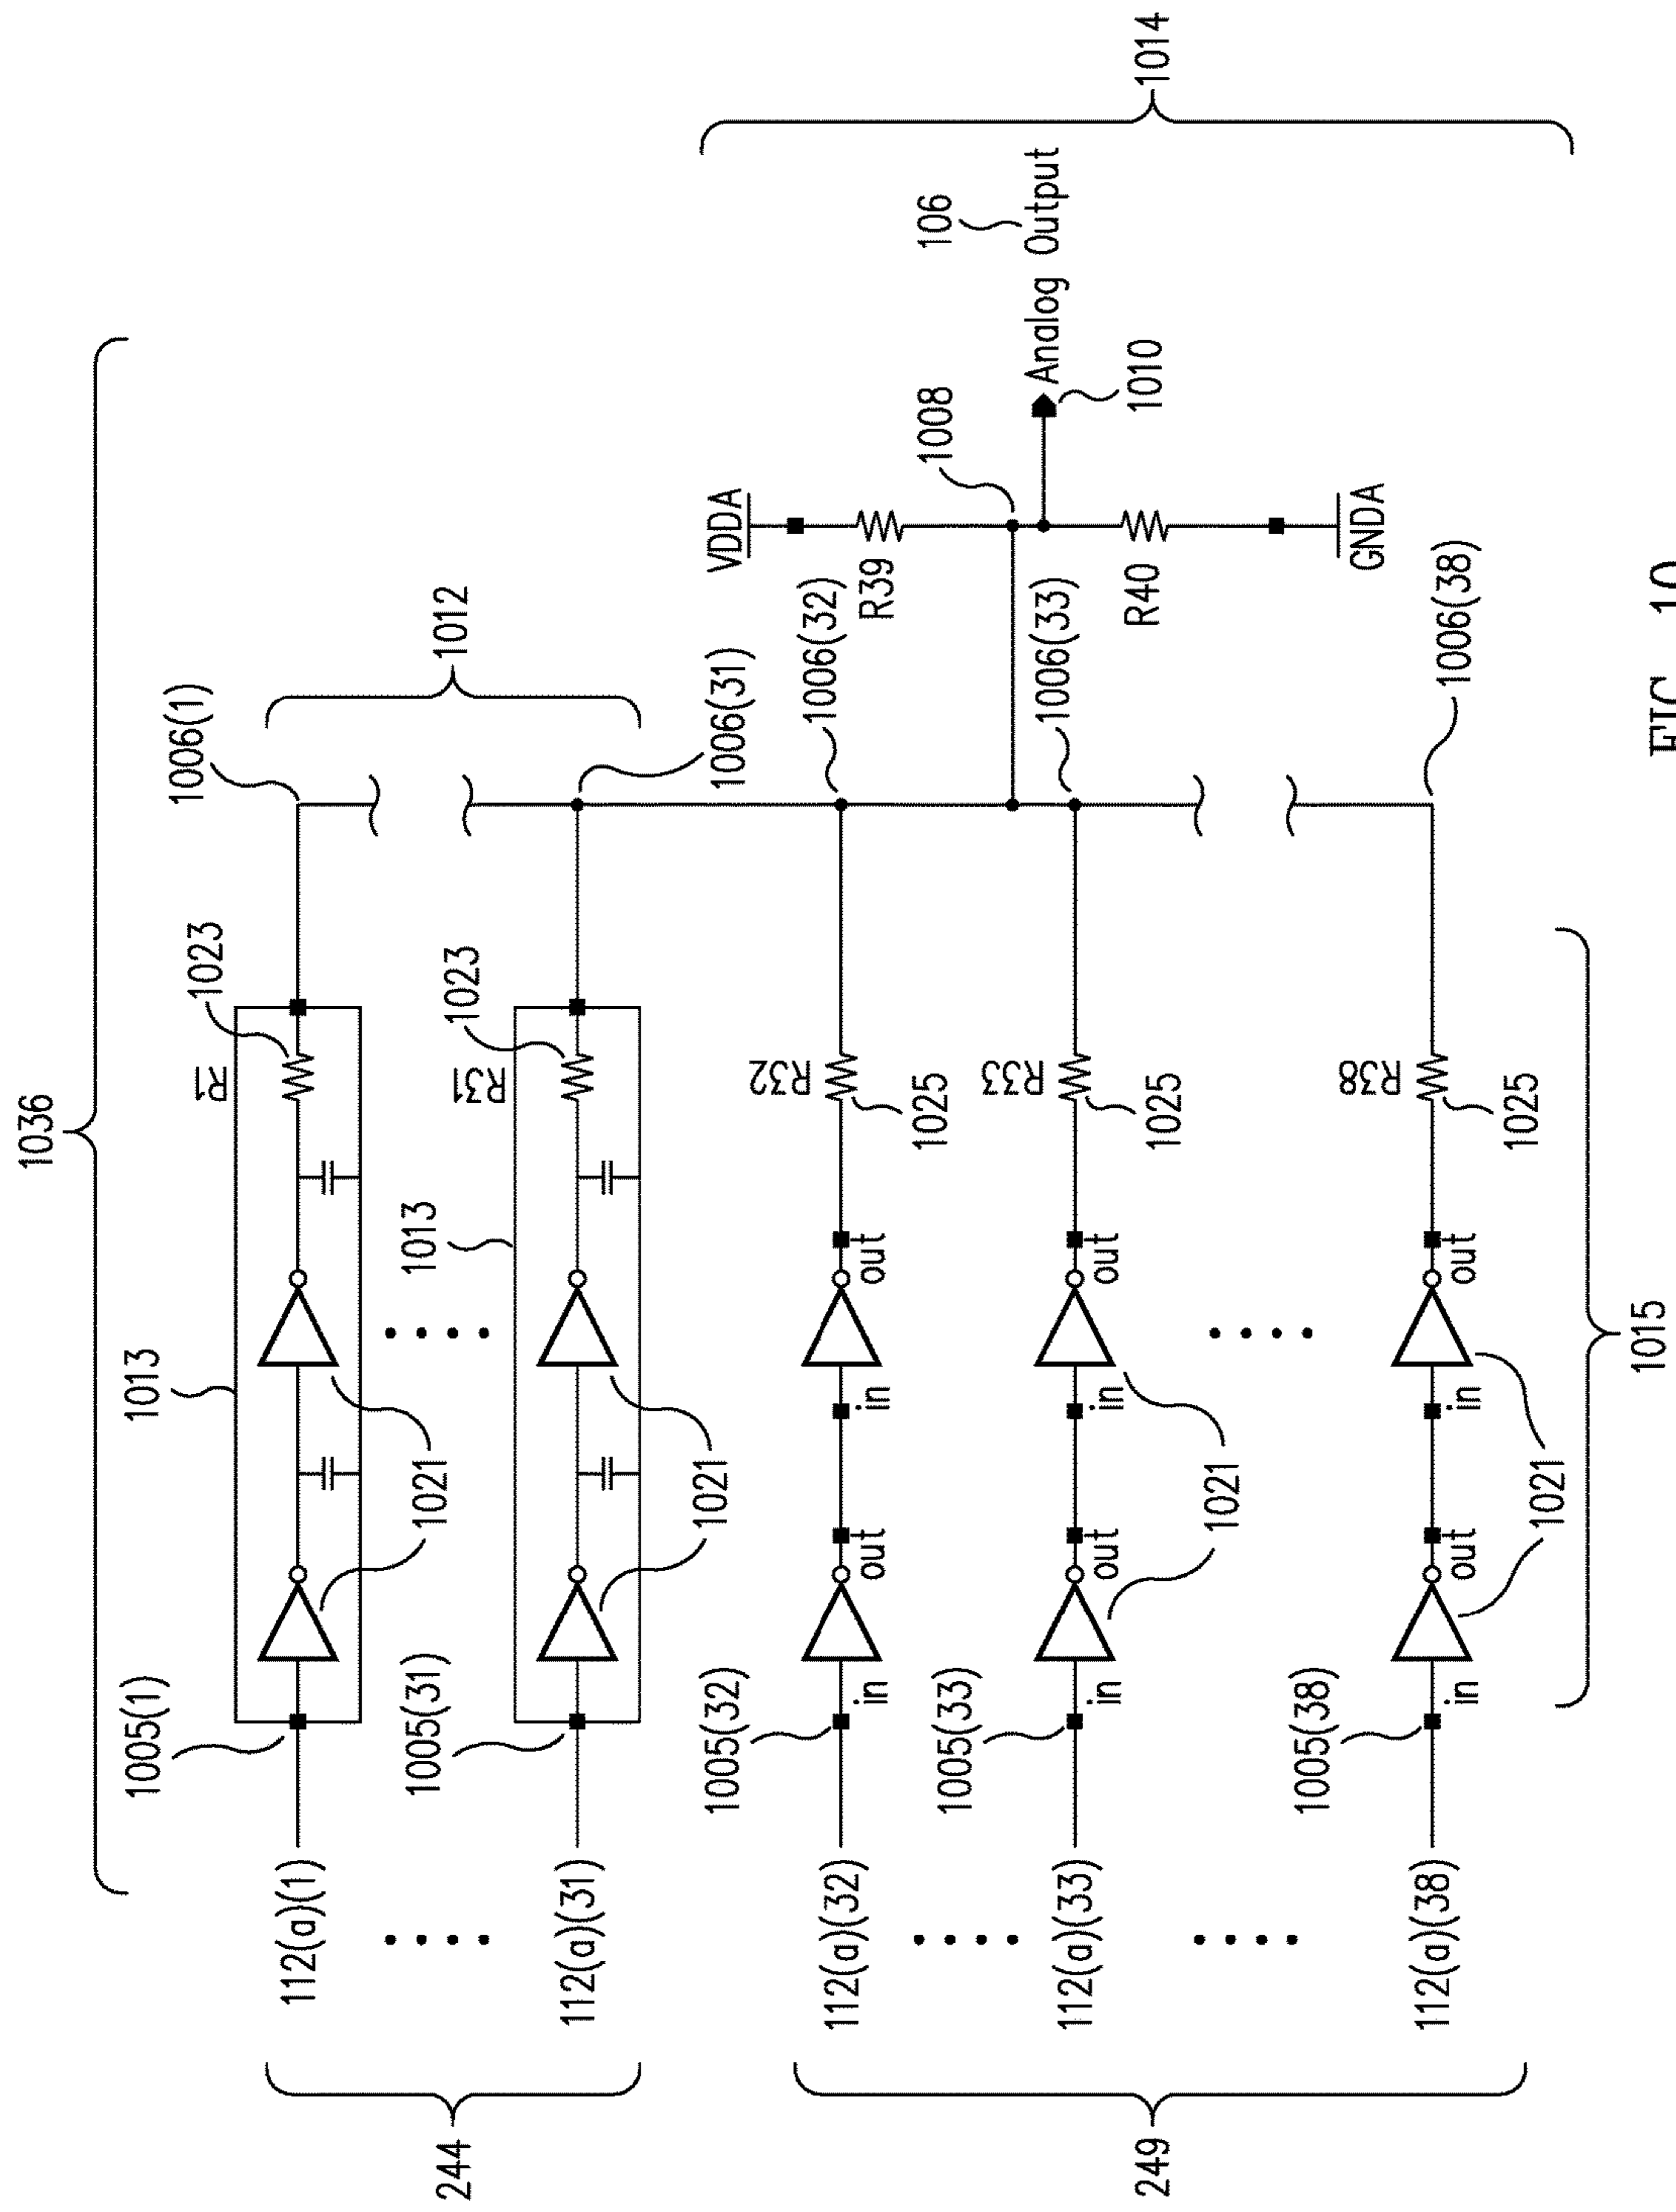 1036
1013
1005(1)
1023
R1
1006(1)
112(a)(1)
1021
1012
244
1013
1005(31)
1023
R31
1006(31)
112(a)(31)
1021
VDDA
R39
1005(32)
in
out
in
out
R32
1025
1006(32)
112(a)(32)
1008
106
Analog Output
1010
1014
1005(33)
in
out
in
out
R33
1025
1006(33)
112(a)(33)
R40
1021
249
GNDA
1005(38)
in
out
in
out
R38
1025
1006(38)
112(a)(38)
1021
1015